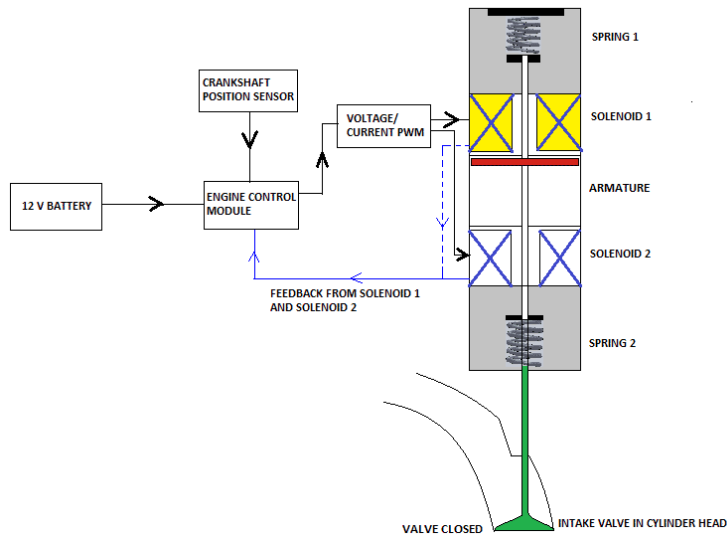 SPRING 1
CRANKSHAFT
POSITION SENSOR
VOLTAGE/
CURRENT PWM
SOLENOID 1
12 V BATTERY
ENGINE CONTROL
MODULE
ARMATURE
SOLENOID 2
FEEDBACK FROM SOLENOID 1
AND SOLENOID 2
SPRING 2
VALVE CLOSED
INTAKE VALVE IN CYLINDER HEAD